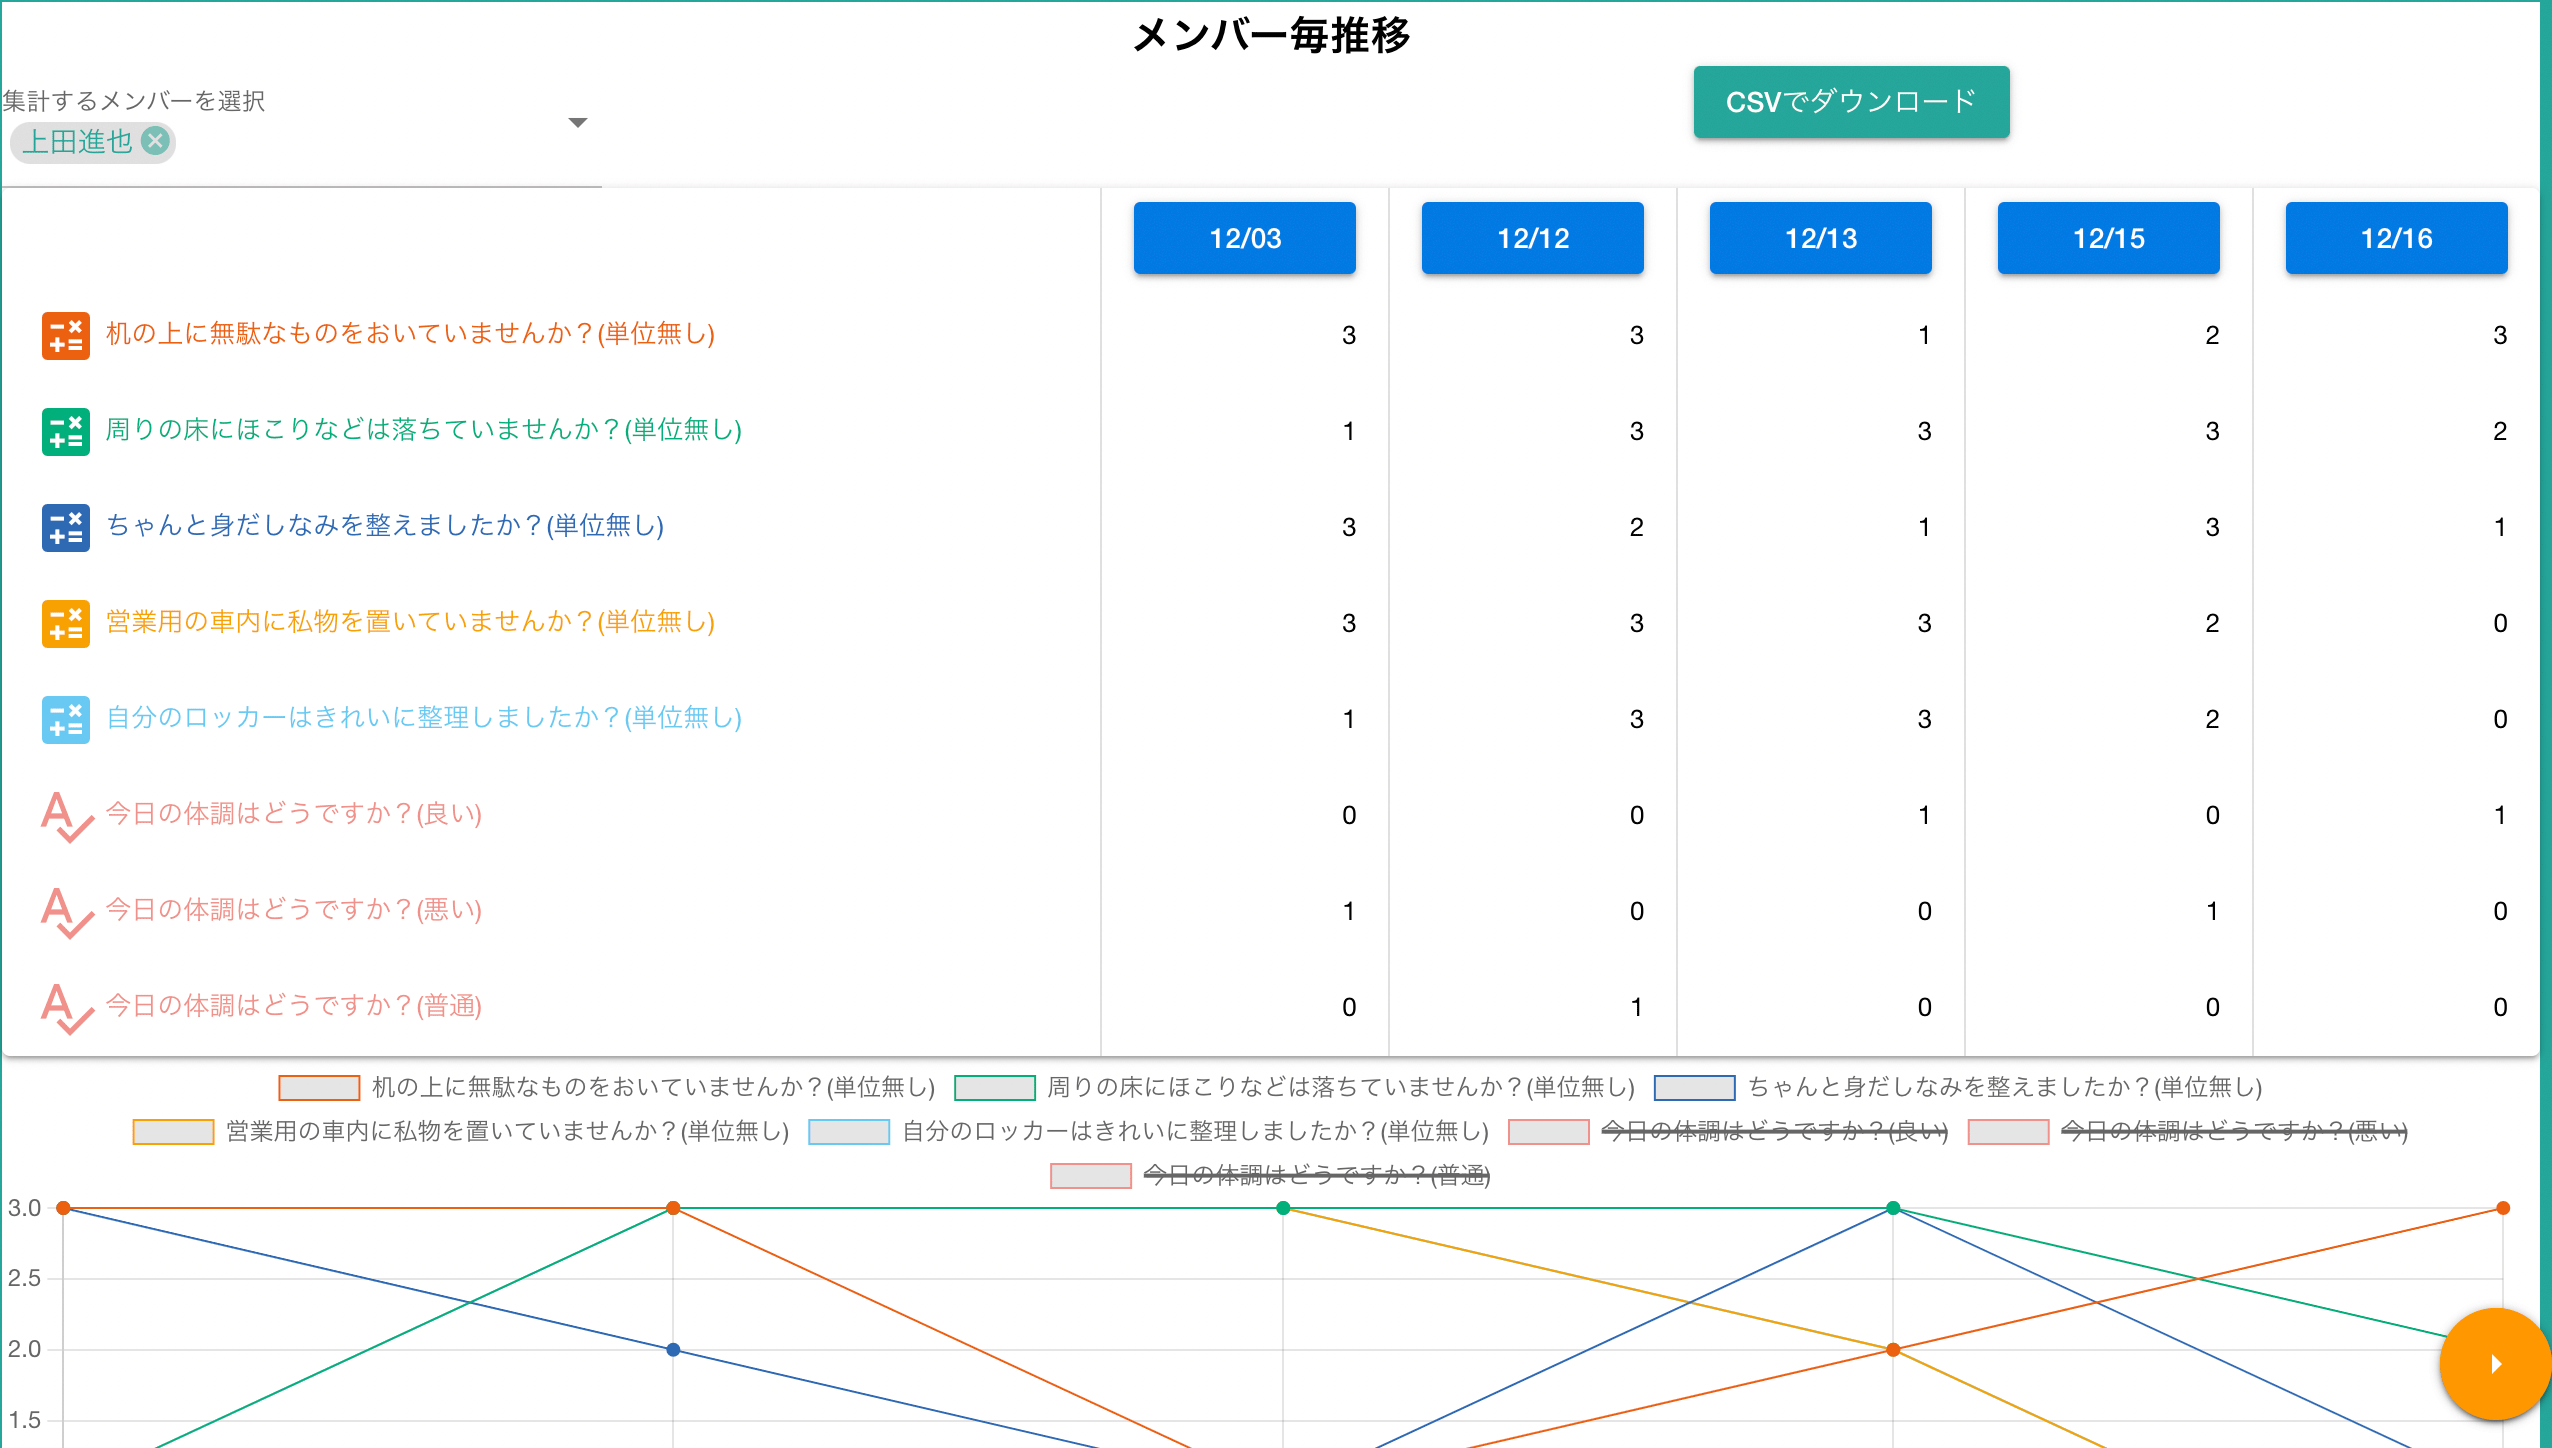 メンバー毎推移
集計するメンバーを選択
CSVでダウンロード
上田進也
12/03 12/12 12/13 12/15 12/16
机の上に無駄なものをおいていませんか？(単位無し) 3 3 1 2 3
周りの床にほこりなどは落ちていませんか？(単位無し) 1 3 3 3 2
ちゃんと身だしなみを整えましたか？(単位無し) 3 2 1 3 1
営業用の車内に私物を置いていませんか？(単位無し) 3 3 3 2 0
自分のロッカーはきれいに整理しましたか？(単位無し) 1 3 3 2 0
今日の体調はどうですか？(良い) 0 0 1 0 1
今日の体調はどうですか？(悪い) 1 0 0 1 0
今日の体調はどうですか？(普通) 0 1 0 0 0
机の上に無駄なものをおいていませんか？(単位無し) 周りの床にほこりなどは落ちていませんか？(単位無し) ちゃんと身だしなみを整えましたか？(単位無し)
営業用の車内に私物を置いていませんか？(単位無し) 自分のロッカーはきれいに整理しましたか？(単位無し) 今日の体調はどうですか？(良い) 今日の体調はどうですか？(悪い)
今日の体調はどうですか？(普通)
3.0
2.5
2.0
1.5